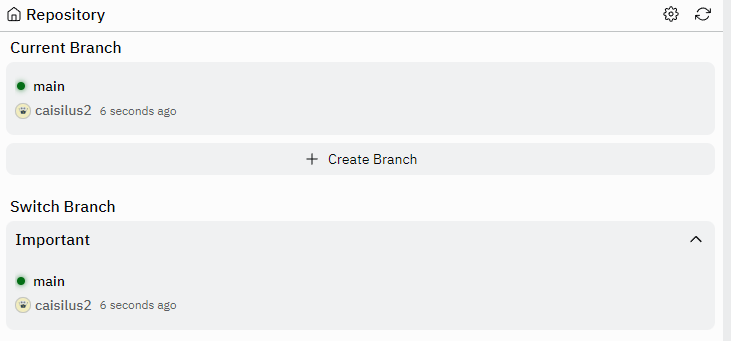 Repository
Current Branch
main
caisilus2 6 seconds ago
Create Branch
Switch Branch
Important
main
caisilus2 6 seconds ago